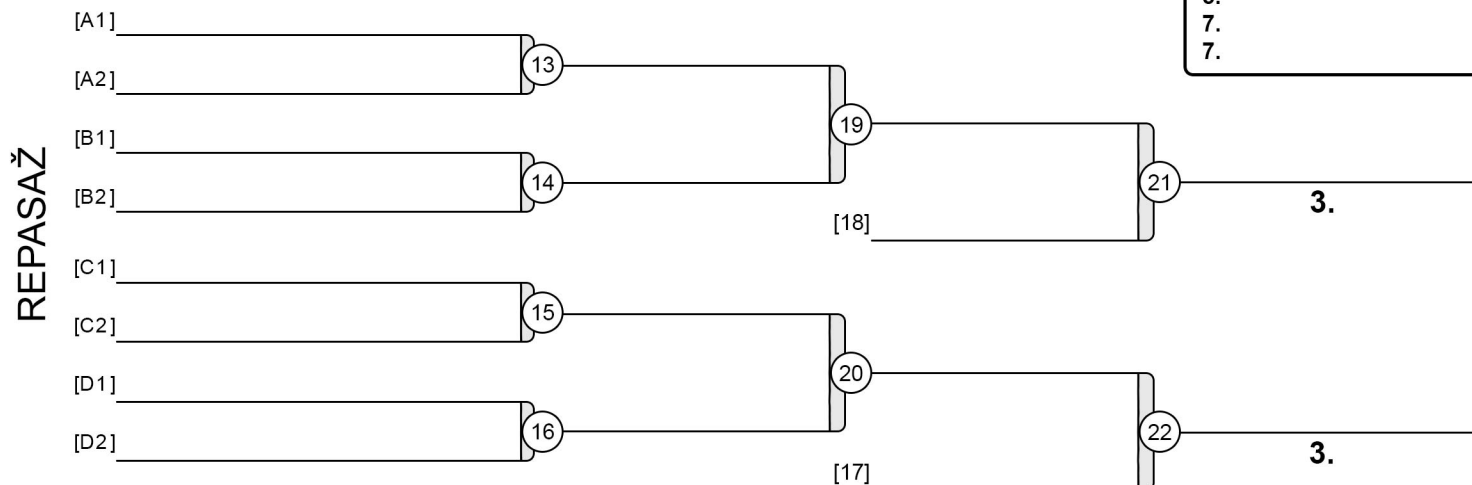 7.
7.
REPASAŽ
[A1]
[A2]
13
[B1]
[B2]
14
19
[18]
21
3.
[C1]
[C2]
15
[D1]
[D2]
16
20
[17]
22
3.